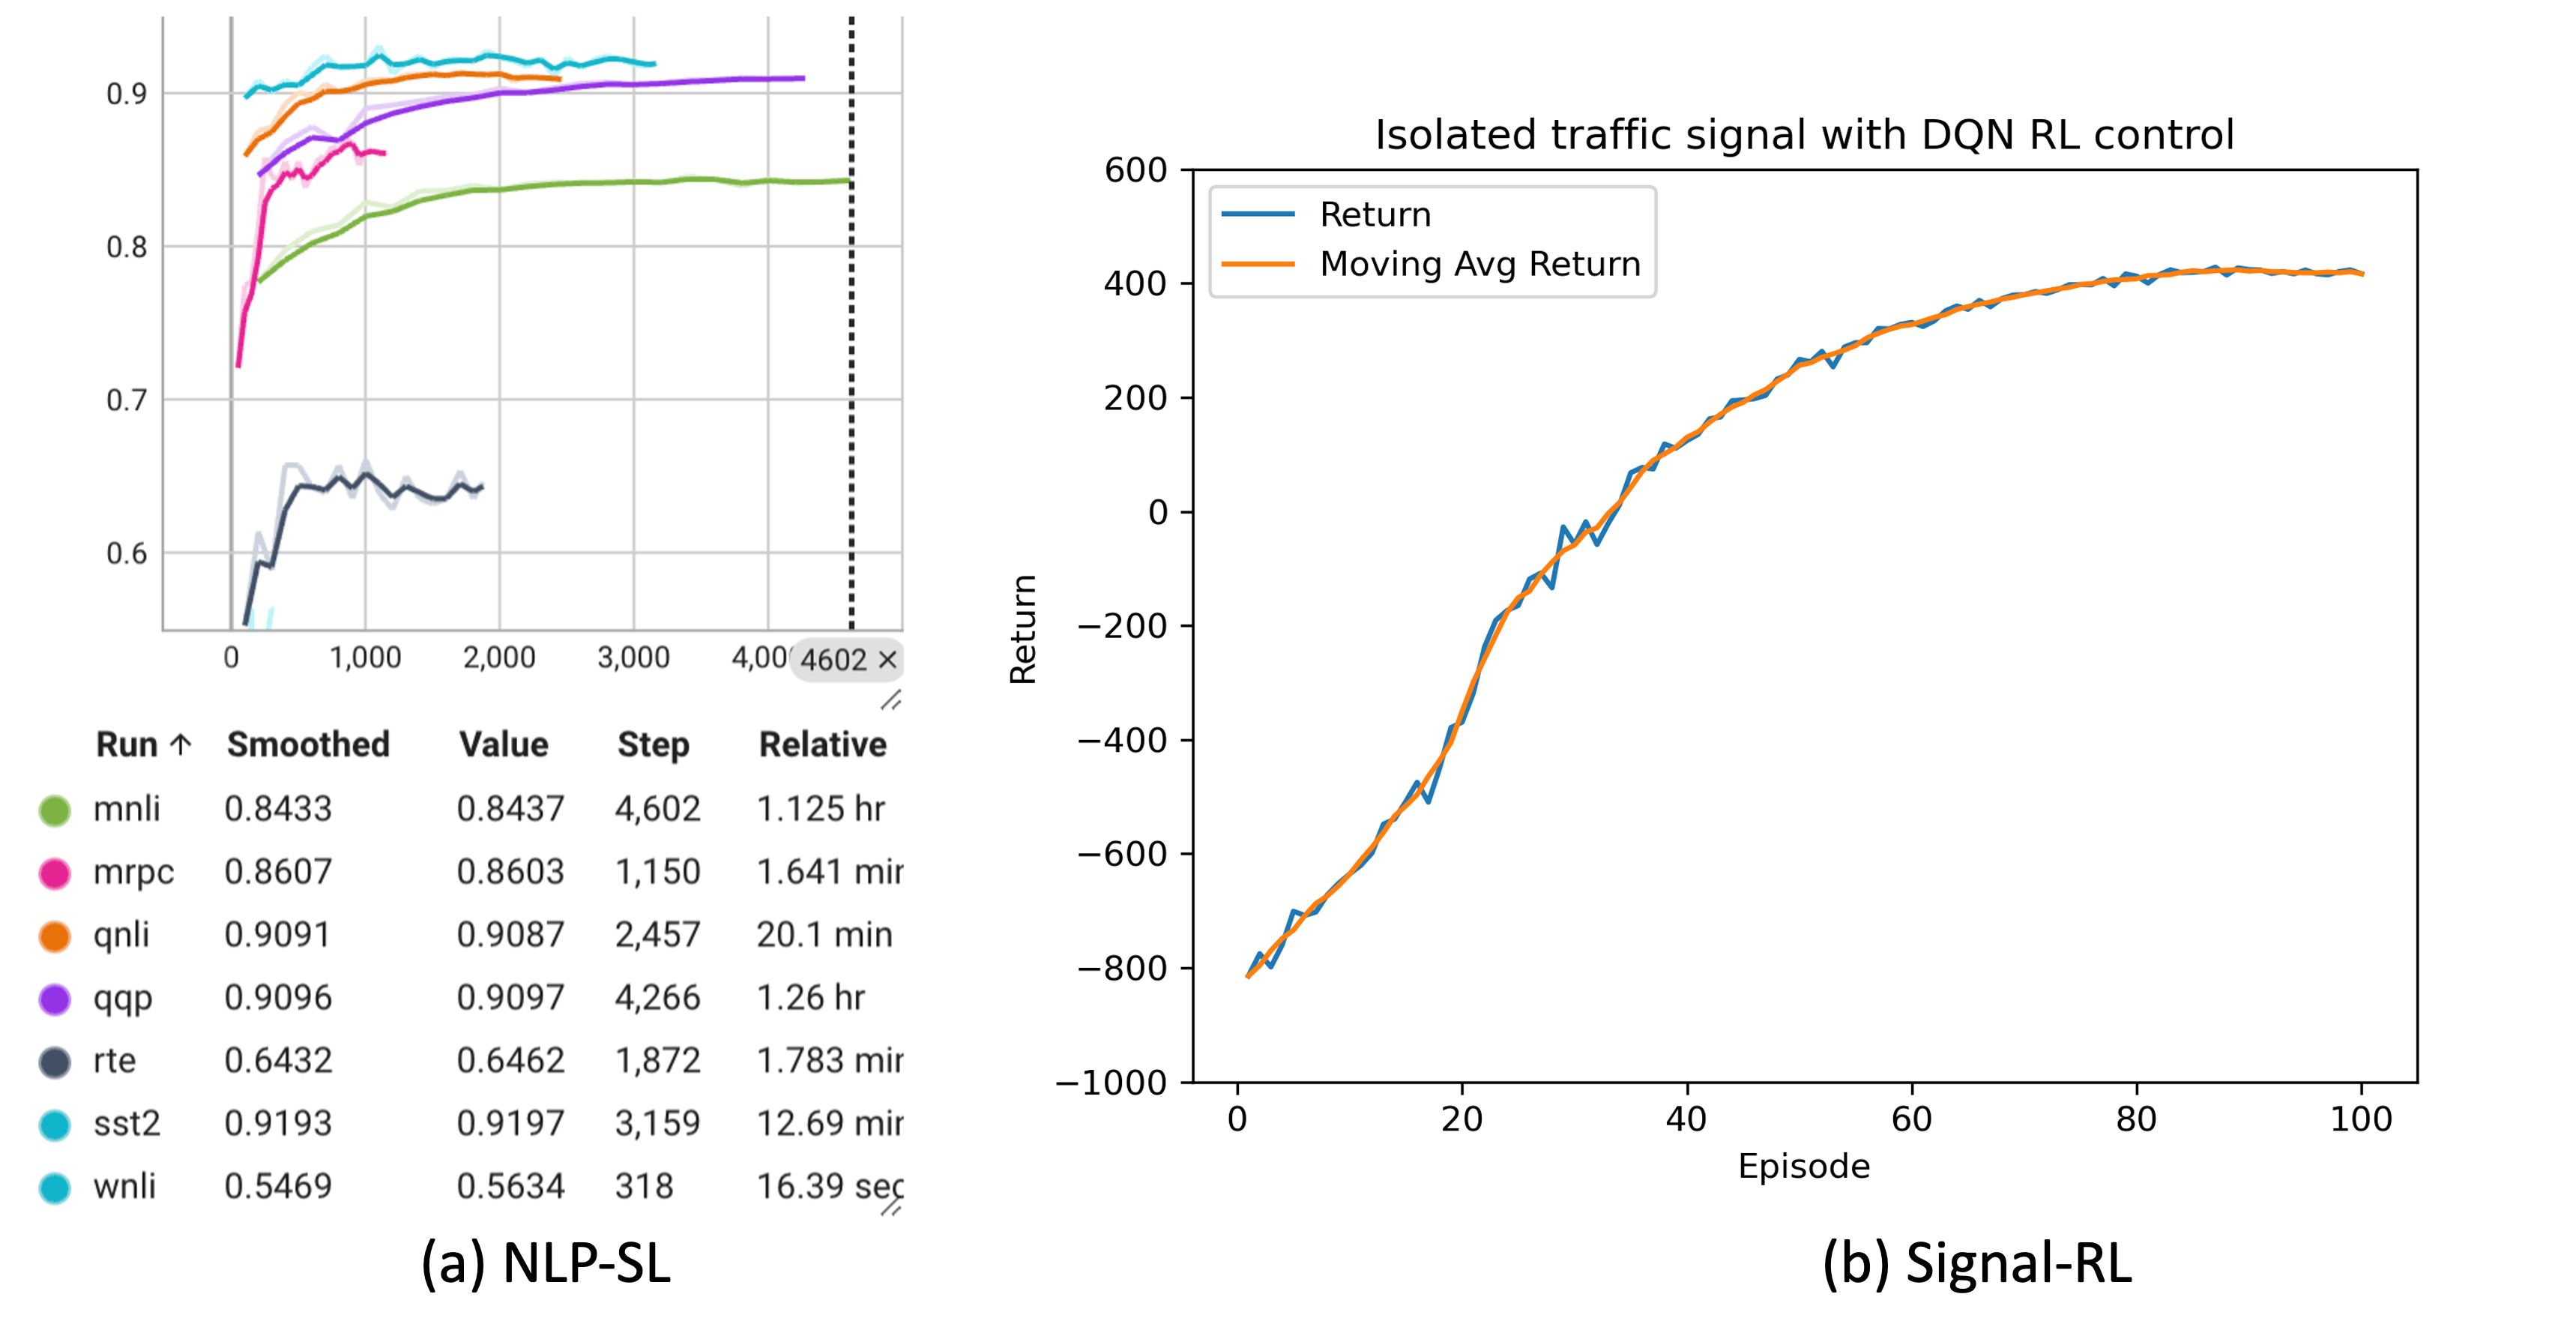 0.9
0.8
0.7
0.6
0 1,000 2,000 3,000 4,00 4602 ×
Run ↑ Smoothed Value Step Relative
mnli 0.8433 0.8437 4,602 1.125 hr
mrpc 0.8607 0.8603 1,150 1.641 min
qnli 0.9091 0.9087 2,457 20.1 min
qqp 0.9096 0.9097 4,266 1.26 hr
rte 0.6432 0.6462 1,872 1.783 min
sst2 0.9193 0.9197 3,159 12.69 min
wnli 0.5469 0.5634 318 16.39 sec
(a) NLP-SL
Isolated traffic signal with DQN RL control
Return
Moving Avg Return
600
400
200
0
−200
−400
−600
−800
−1000
Return
0 20 40 60 80 100
Episode
(b) Signal-RL